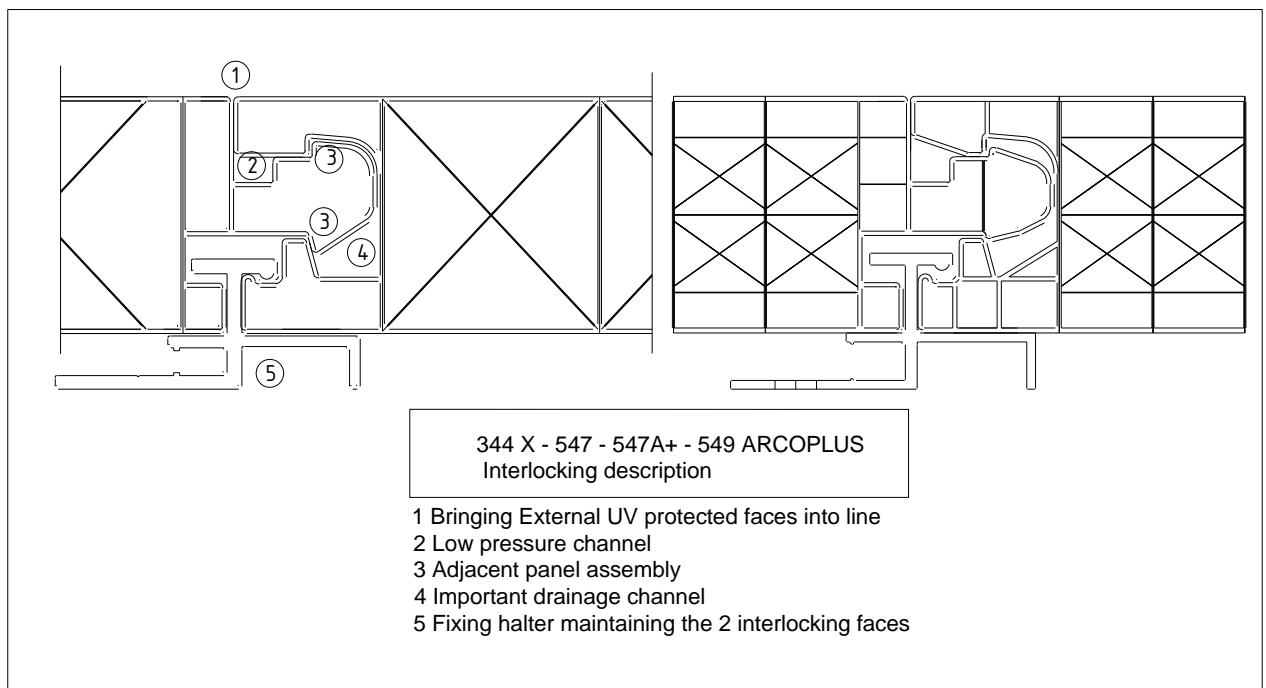 1
2
3
3
4
5
344 X - 547 - 547A+ - 549 ARCOPLUS
Interlocking description
1 Bringing External UV protected faces into line
2 Low pressure channel
3 Adjacent panel assembly
4 Important drainage channel
5 Fixing halter maintaining the 2 interlocking faces